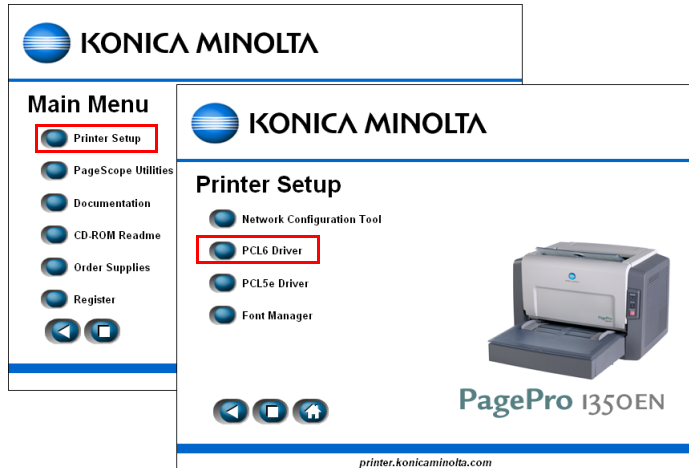 KONICA MINOLTA
Main Menu
Printer Setup
PageScope Utilities
Documentation
CD-ROM Readme
Order Supplies
Register
KONICA MINOLTA
Printer Setup
Network Configuration Tool
PCL6 Driver
PCL5e Driver
Font Manager
PagePro
PagePro 1350EN
printer.konicaminolta.com